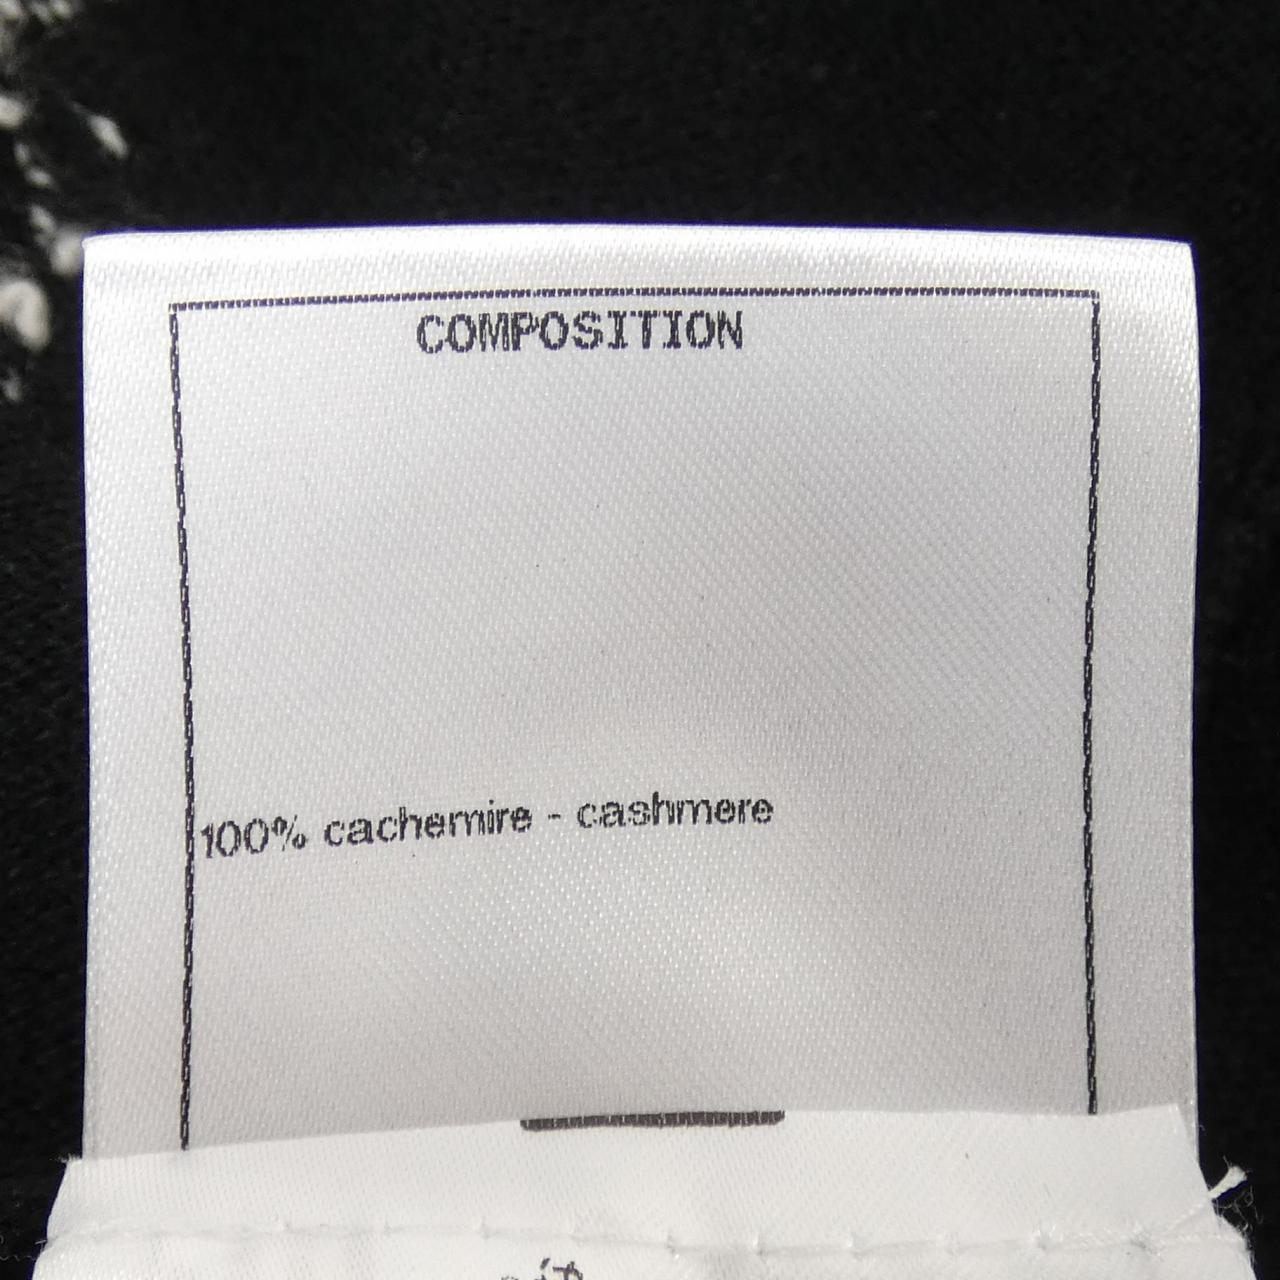 COMPOSITION
100% cachemire - cashmere